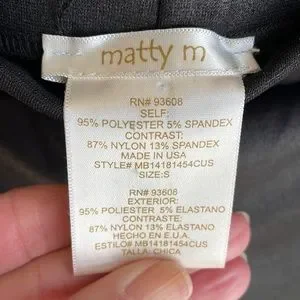 matty m
RN# 93608
SELF:
95% POLYESTER 5% SPANDEX
CONTRAST:
87% NYLON 13% SPANDEX
MADE IN USA
STYLE# MB14181454CUS
SIZE:S
RN# 93608
EXTERIOR:
95% POLIESTER 5% ELASTANO
CONTRASTE:
87% NYLON 13% ELASTANO
HECHO EN E.U.A.
ESTILO# MB14181454CUS
TALLA: CHICA